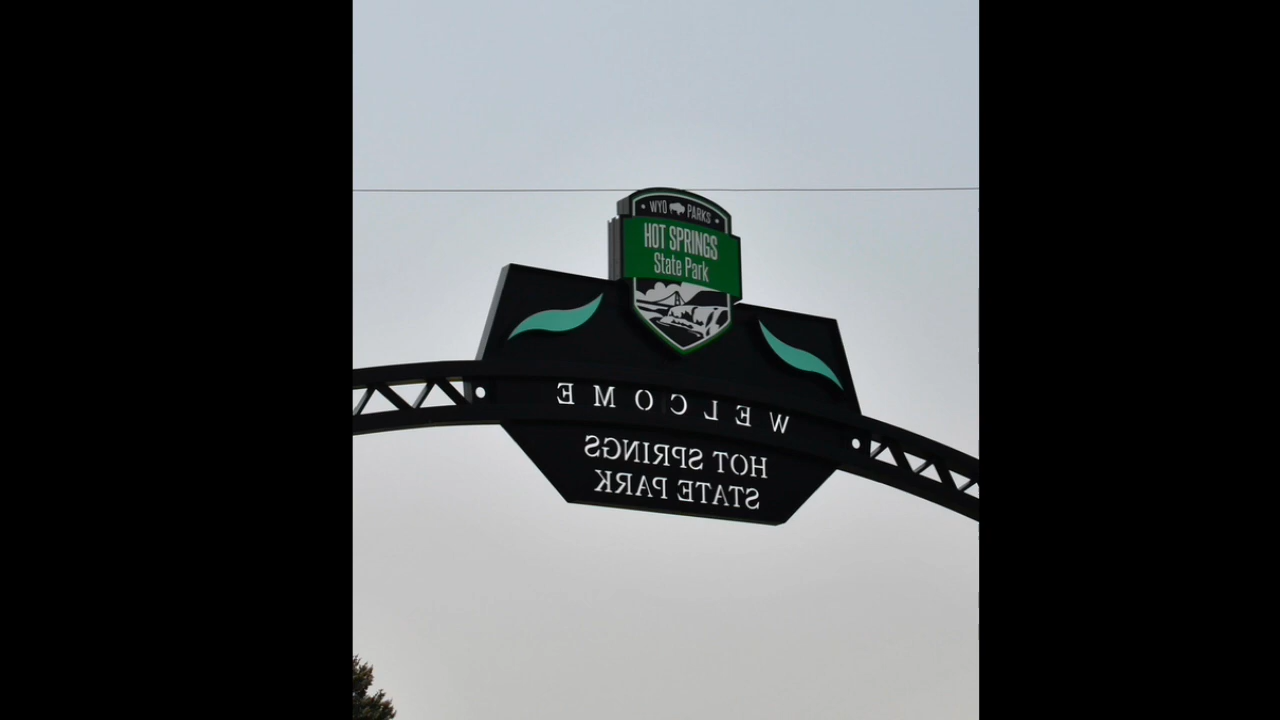 WYO PARKS
HOT SPRINGS
State Park
WELCOME
HOT SPRINGS
STATE PARK